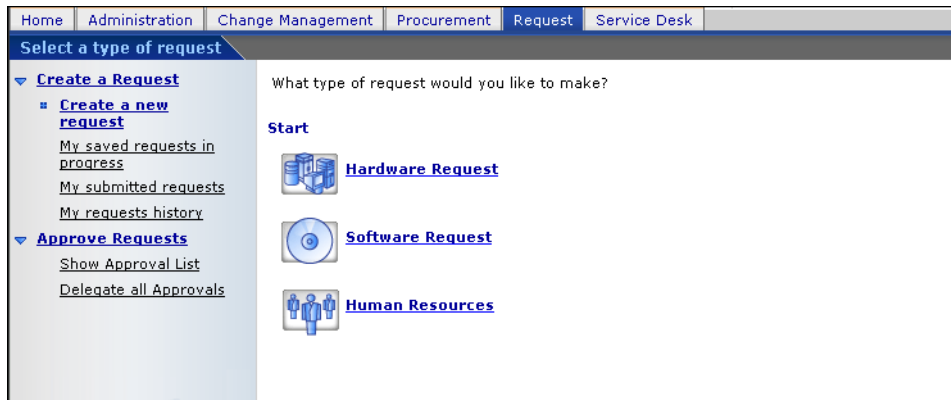 Home Administration Change Management Procurement Request Service Desk
Select a type of request
Create a Request
Create a new
request
My saved requests in
progress
My submitted requests
My requests history
Approve Requests
Show Approval List
Delegate all Approvals
What type of request would you like to make?
Start
Hardware Request
Software Request
Human Resources